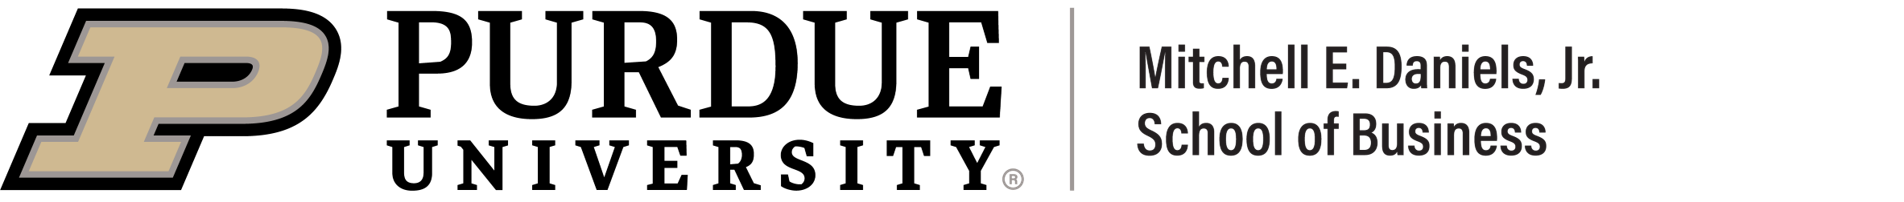 P
PURDUE
UNIVERSITY®
Mitchell E. Daniels, Jr.
School of Business